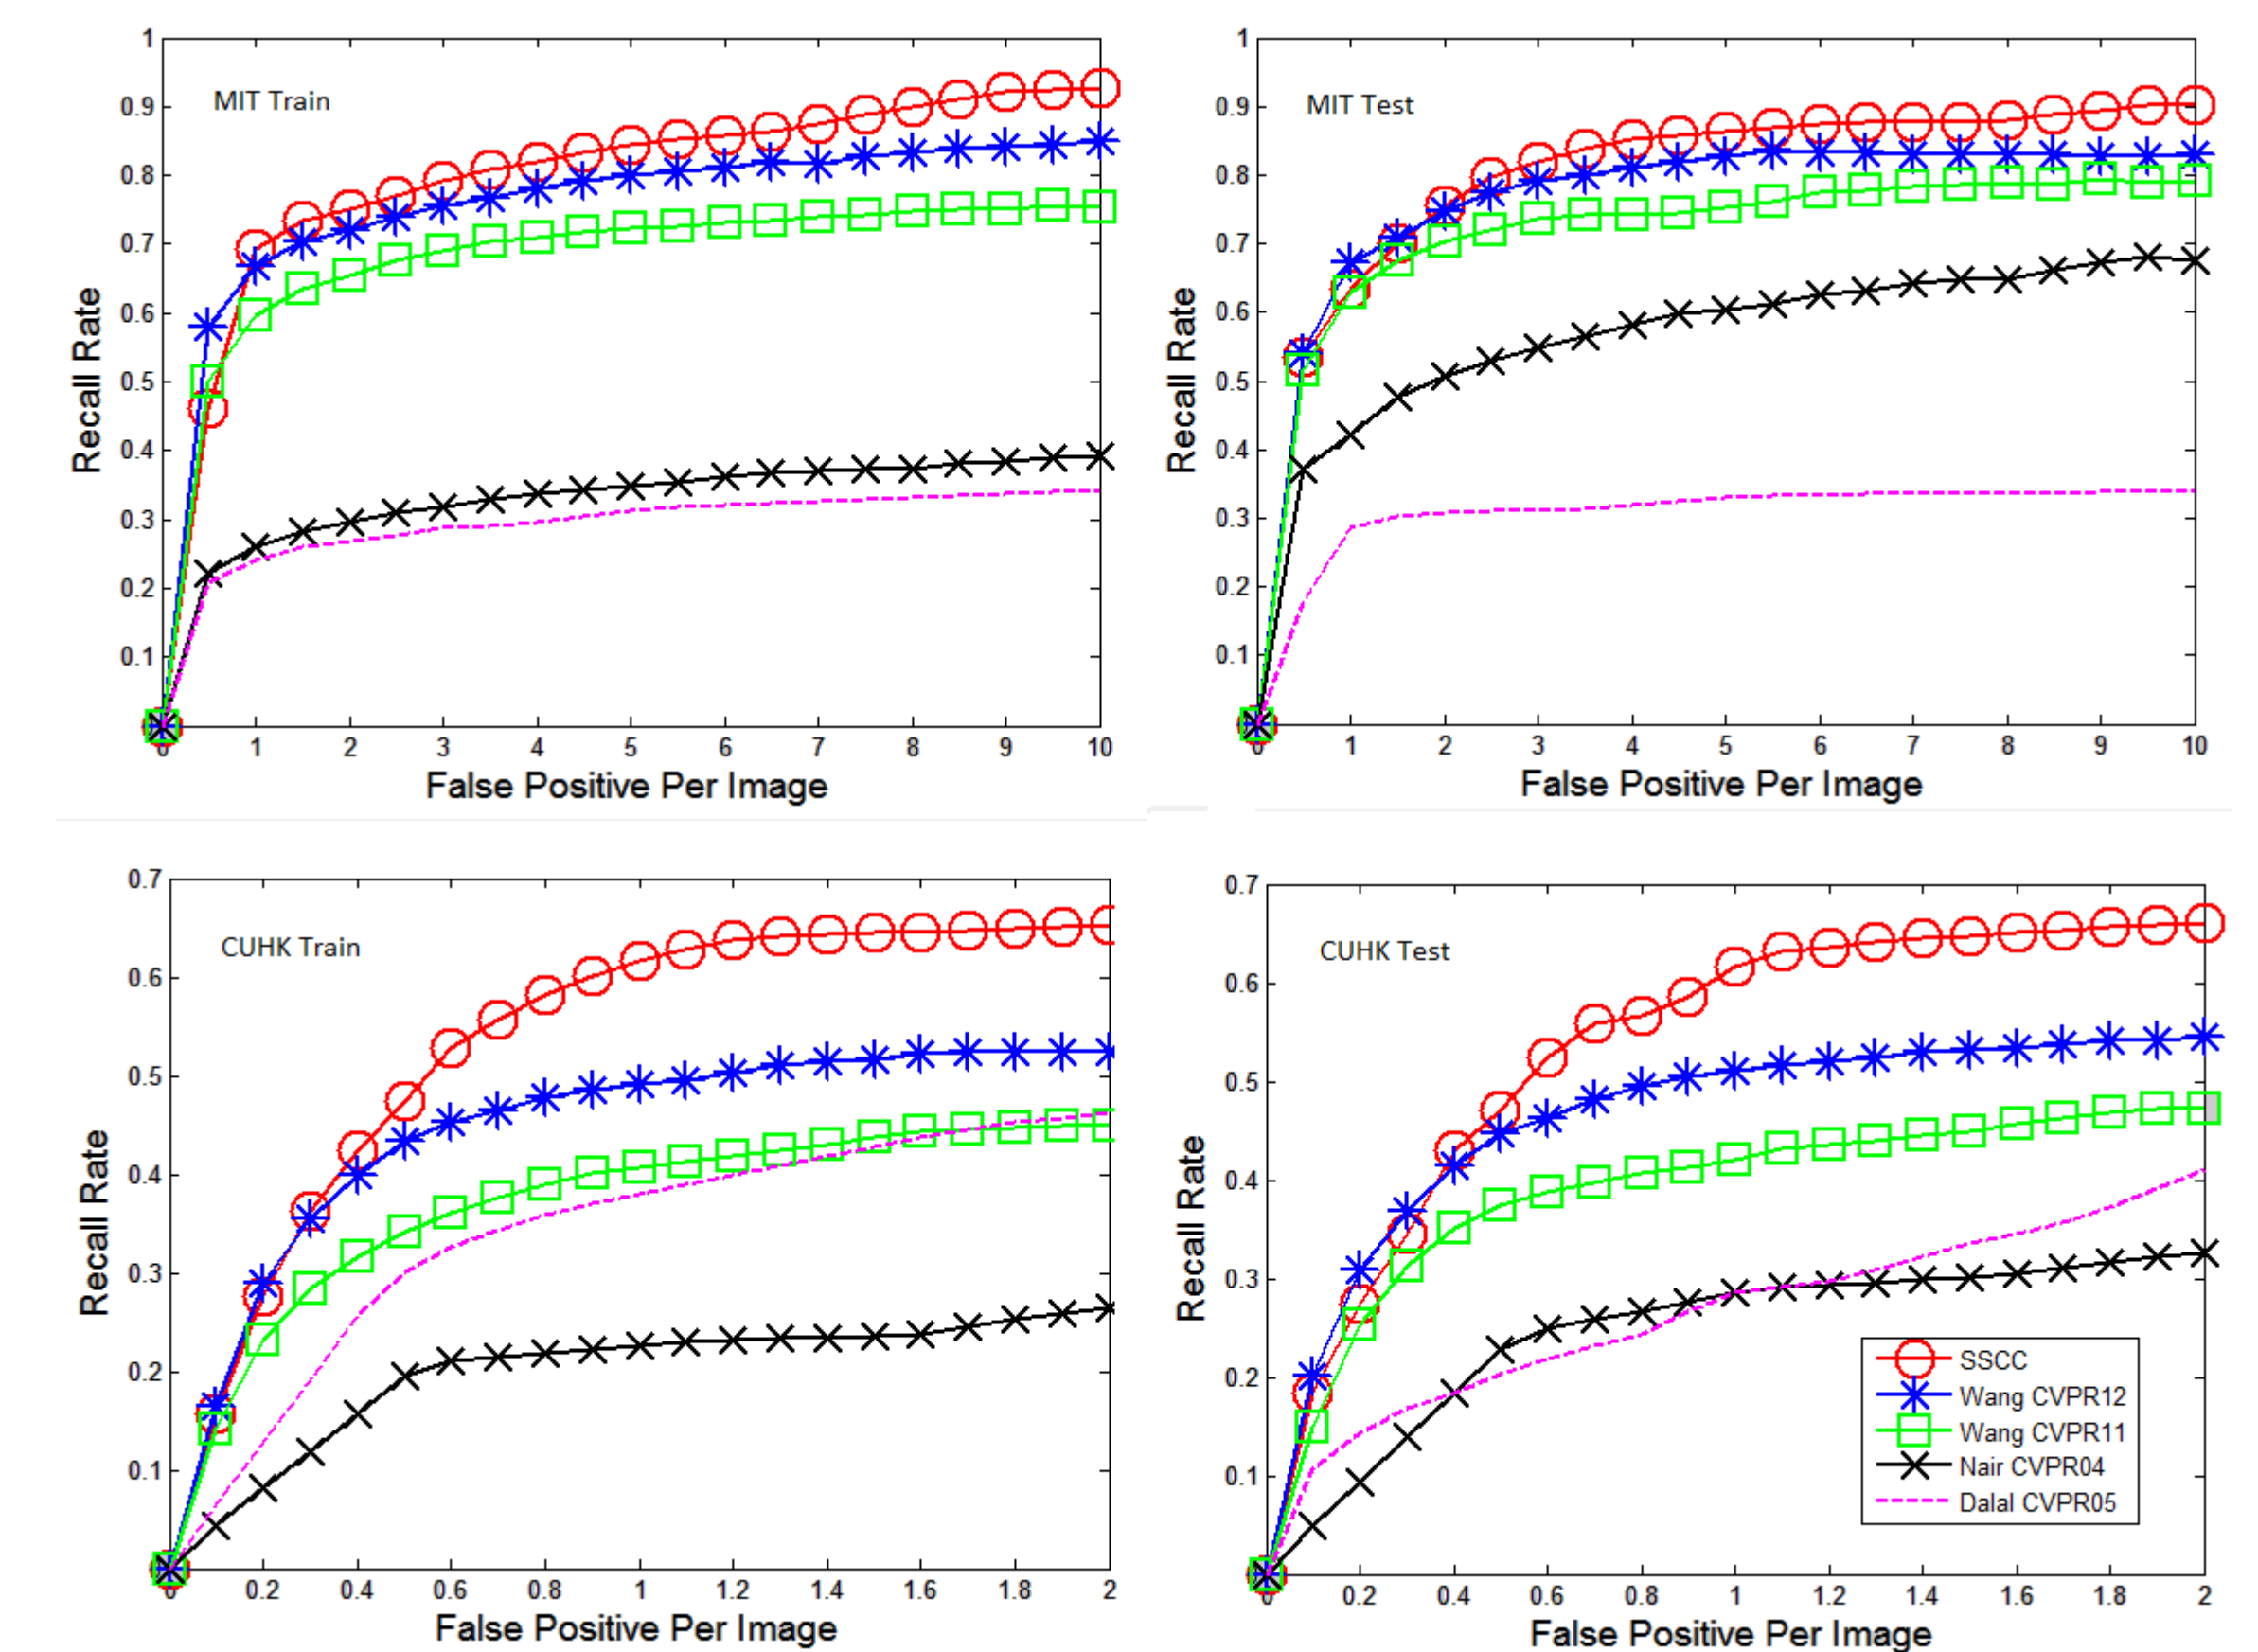 MIT Train
1
0.9
0.8
0.7
0.6
0.5
0.4
0.3
0.2
0.1
0 1 2 3 4 5 6 7 8 9 10
Recall Rate
False Positive Per Image
MIT Test
1
0.9
0.8
0.7
0.6
0.5
0.4
0.3
0.2
0.1
0 1 2 3 4 5 6 7 8 9 10
Recall Rate
False Positive Per Image
CUHK Train
0.7
0.6
0.5
0.4
0.3
0.2
0.1
0 0.2 0.4 0.6 0.8 1 1.2 1.4 1.6 1.8 2
Recall Rate
False Positive Per Image
CUHK Test
0.7
0.6
0.5
0.4
0.3
0.2
0.1
0 0.2 0.4 0.6 0.8 1 1.2 1.4 1.6 1.8 2
Recall Rate
False Positive Per Image
SSCC
Wang CVPR12
Wang CVPR11
Nair CVPR04
Dalal CVPR05